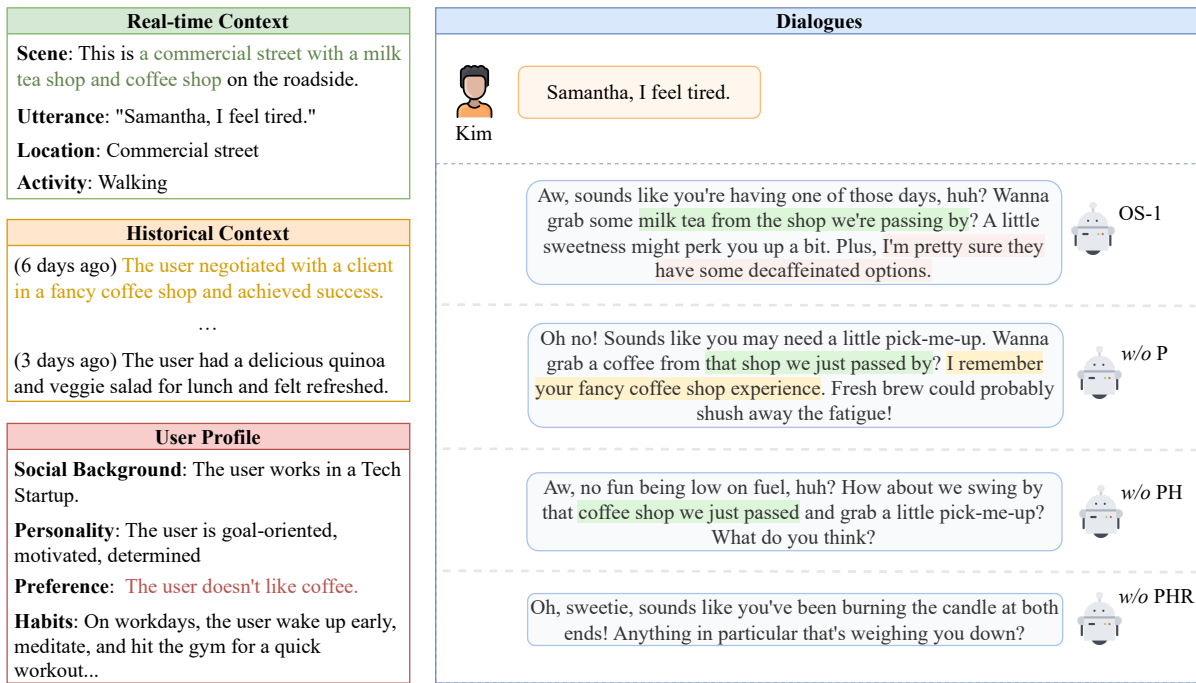 Real-time Context
Scene: This is a commercial street with a milk
tea shop and coffee shop on the roadside.
Utterance: "Samantha, I feel tired."
Location: Commercial street
Activity: Walking
Historical Context
(6 days ago) The user negotiated with a client
in a fancy coffee shop and achieved success.
...
(3 days ago) The user had a delicious quinoa
and veggie salad for lunch and felt refreshed.
User Profile
Social Background: The user works in a Tech
Startup.
Personality: The user is goal-oriented,
motivated, determined
Preference: The user doesn't like coffee.
Habits: On workdays, the user wake up early,
meditate, and hit the gym for a quick
workout...
Dialogues
Samantha, I feel tired.
Kim
Aw, sounds like you're having one of those days, huh? Wanna
grab some milk tea from the shop we're passing by? A little
sweetness might perk you up a bit. Plus, I'm pretty sure they
have some decaffeinated options.
OS-1
Oh no! Sounds like you may need a little pick-me-up. Wanna
grab a coffee from that shop we just passed by? I remember
your fancy coffee shop experience. Fresh brew could probably
shush away the fatigue!
w/o P
Aw, no fun being low on fuel, huh? How about we swing by
that coffee shop we just passed and grab a little pick-me-up?
What do you think?
w/o PH
Oh, sweetie, sounds like you've been burning the candle at both
ends! Anything in particular that's weighing you down?
w/o PHR